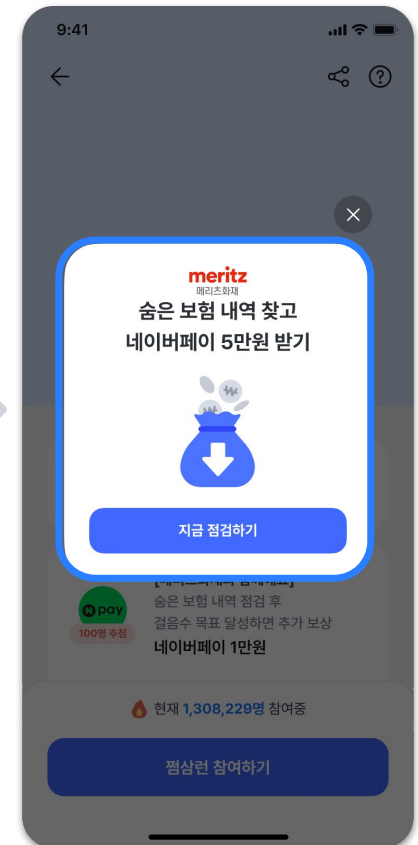 9:41
meritz
메리츠화재
숨은 보험 내역 찾고
네이버페이 5만원 받기
지금 점검하기
N pay
100명 추첨
숨은 보험 내역 점검 후
걸음수 목표 달성하면 추가 보상
네이버페이 1만원
현재 1,308,229명 참여중
쩜삼런 참여하기